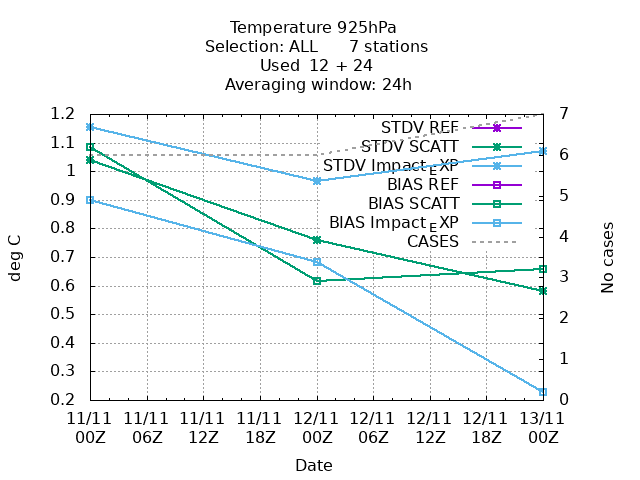 Temperature 925hPa
Selection: ALL 7 stations
Used 12 + 24
Averaging window: 24h
STDV REF
STDV SCATT
STDV Impact_EXP
BIAS REF
BIAS SCATT
BIAS Impact_EXP
CASES
deg C
1.2
1.1
1
0.9
0.8
0.7
0.6
0.5
0.4
0.3
0.2
No cases
7
6
5
4
3
2
1
0
11/11 11/11 11/11 11/11 12/11 12/11 12/11 12/11 13/11
00Z 06Z 12Z 18Z 00Z 06Z 12Z 18Z 00Z
Date